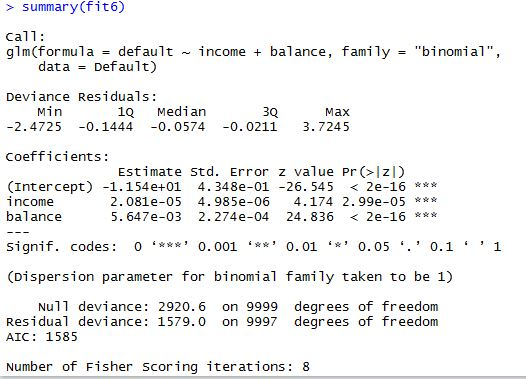 > summary(fit6)

Call:
glm(formula = default ~ income + balance, family = "binomial",
    data = Default)

Deviance Residuals:
    Min       1Q   Median       3Q      Max
-2.4725  -0.1444  -0.0574  -0.0211   3.7245

Coefficients:
              Estimate Std. Error z value Pr(>|z|)
(Intercept) -1.154e+01  4.348e-01 -26.545  < 2e-16 ***
income       2.081e-05  4.985e-06   4.174 2.99e-05 ***
balance      5.647e-03  2.274e-04  24.836  < 2e-16 ***
---
Signif. codes:  0 ‘***’ 0.001 ‘**’ 0.01 ‘*’ 0.05 ‘.’ 0.1 ‘ ’ 1

(Dispersion parameter for binomial family taken to be 1)

    Null deviance: 2920.6  on 9999  degrees of freedom
Residual deviance: 1579.0  on 9997  degrees of freedom
AIC: 1585

Number of Fisher Scoring iterations: 8